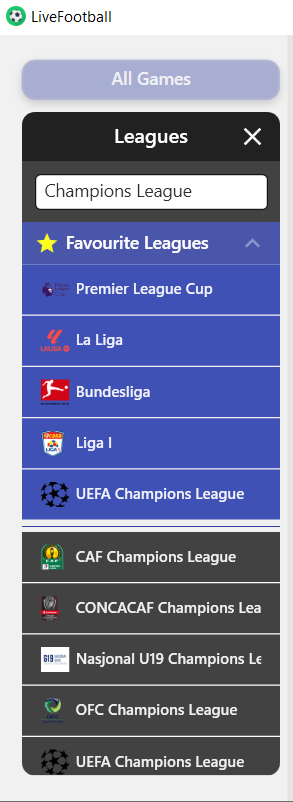 LiveFootball
All Games
Leagues
Champions League
Favourite Leagues
Premier League Cup
La Liga
Bundesliga
Liga I
UEFA Champions League
CAF Champions League
CONCACAF Champions Lea
Nasjonal U19 Champions Le
OFC Champions League
UEFA Champions League